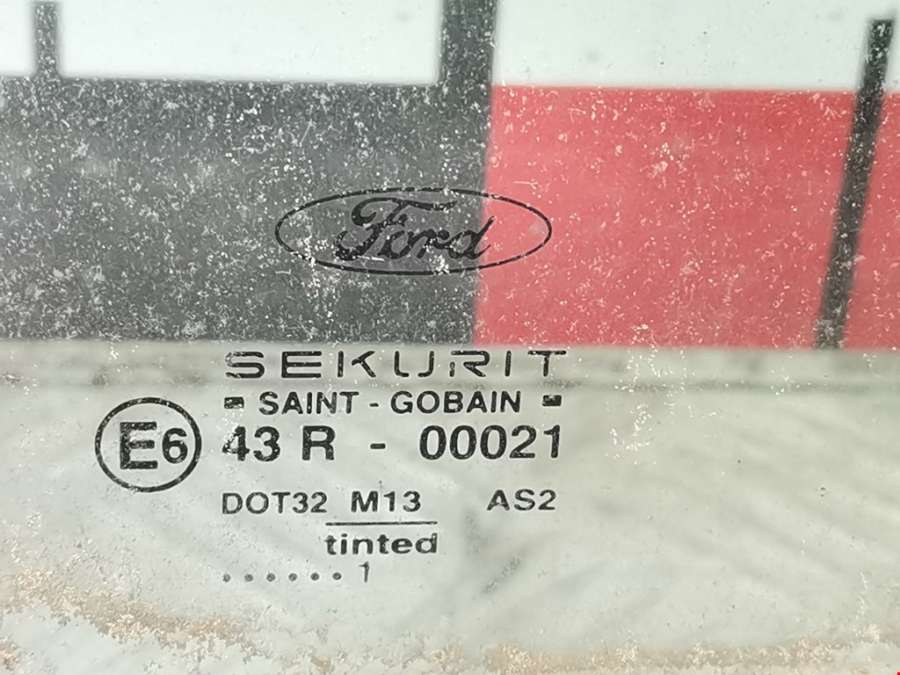 Ford
SEKURIT
SAINT - GOBAIN
E6 43 R - 00021
DOT32 M13 AS2
tinted
. . . . . . 1